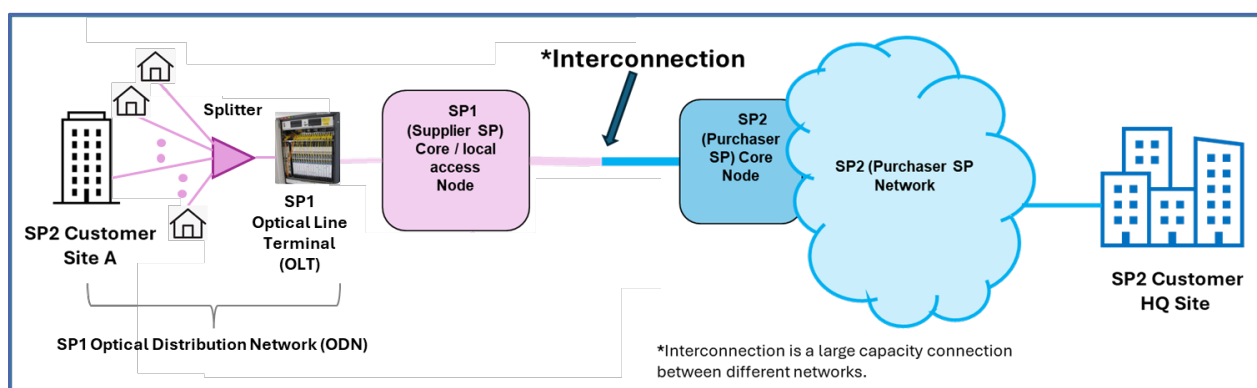 *Interconnection
Splitter
SP1
(Supplier SP)
Core / local
access
Node
SP2
(Purchaser
SP) Core
Node
SP2 (Purchaser SP
Network
SP1
Optical Line
Terminal
(OLT)
SP2 Customer
Site A
SP2 Customer
HQ Site
SP1 Optical Distribution Network (ODN)
*Interconnection is a large capacity connection
between different networks.